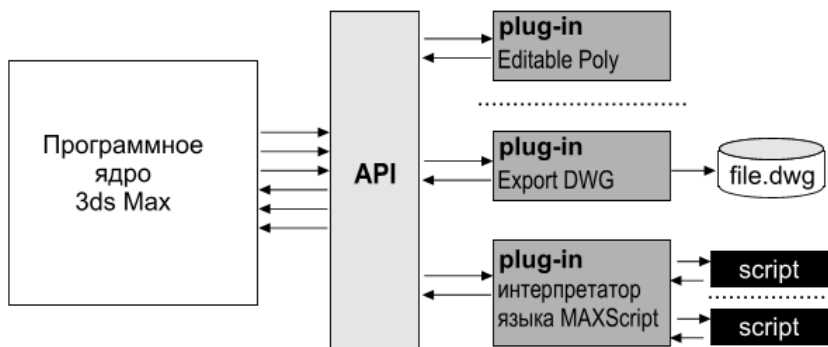 Программное
ядро
3ds Max
API
plug-in
Editable Poly
plug-in
Export DWG
file.dwg
plug-in
интерпретатор
языка MAXScript
script
script